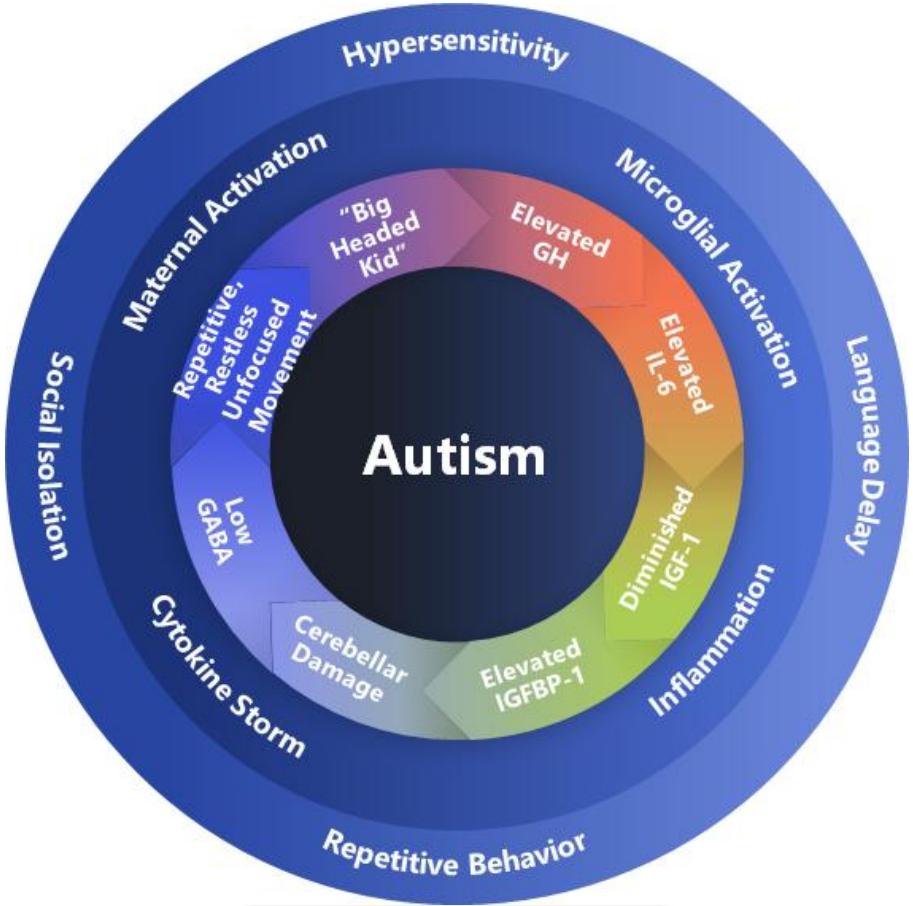 Hypersensitivity
Language Delay
Repetitive Behavior
Social Isolation
Maternal Activation
Microglial Activation
Inflammation
Cytokine Storm
"Big
Headed
Kid"
Elevated
GH
Elevated
IL-6
Diminished
IGF-1
Elevated
IGFBP-1
Cerebellar
Damage
Low
GABA
Repetitive,
Restless
Unfocused
Movement
Autism